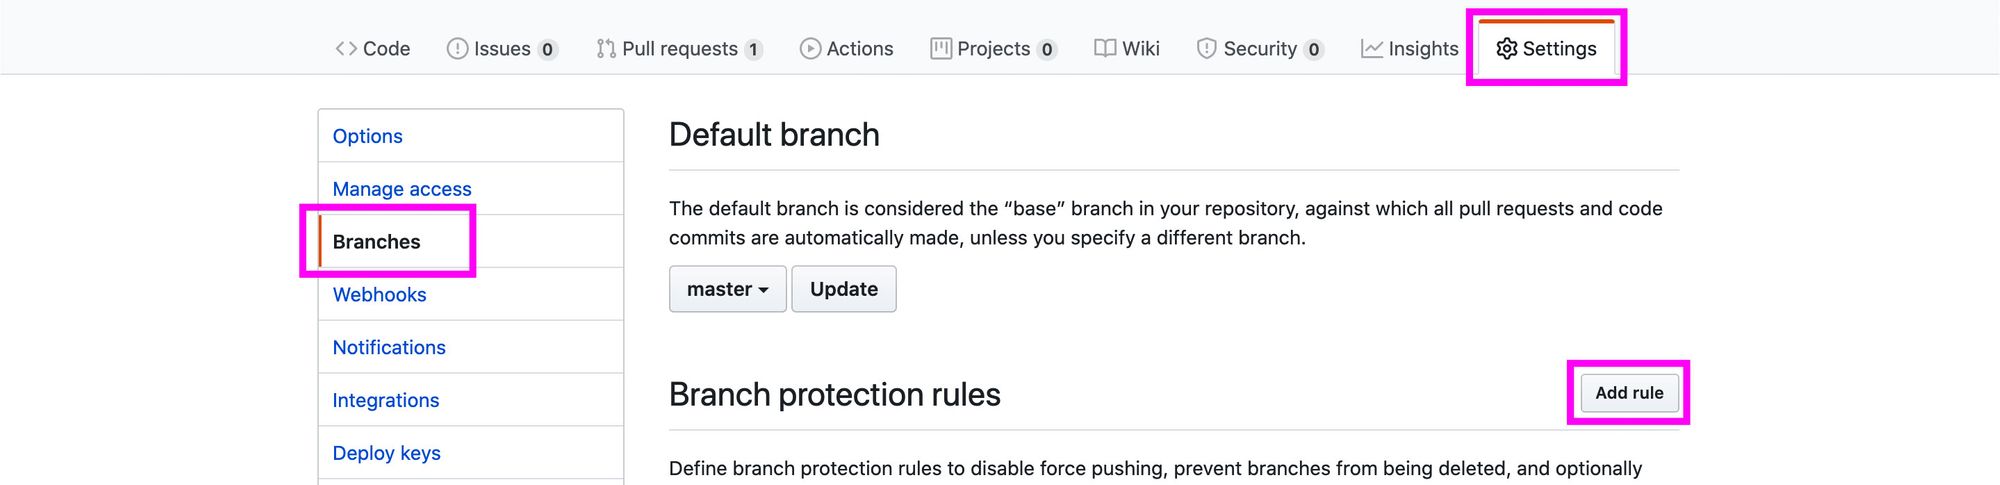 Code Issues 0 Pull requests 1 Actions Projects 0 Wiki Security 0 Insights Settings
Options
Manage access
Branches
Webhooks
Notifications
Integrations
Deploy keys
Default branch
The default branch is considered the “base” branch in your repository, against which all pull requests and code
commits are automatically made, unless you specify a different branch.
master Update
Branch protection rules Add rule
Define branch protection rules to disable force pushing, prevent branches from being deleted, and optionally